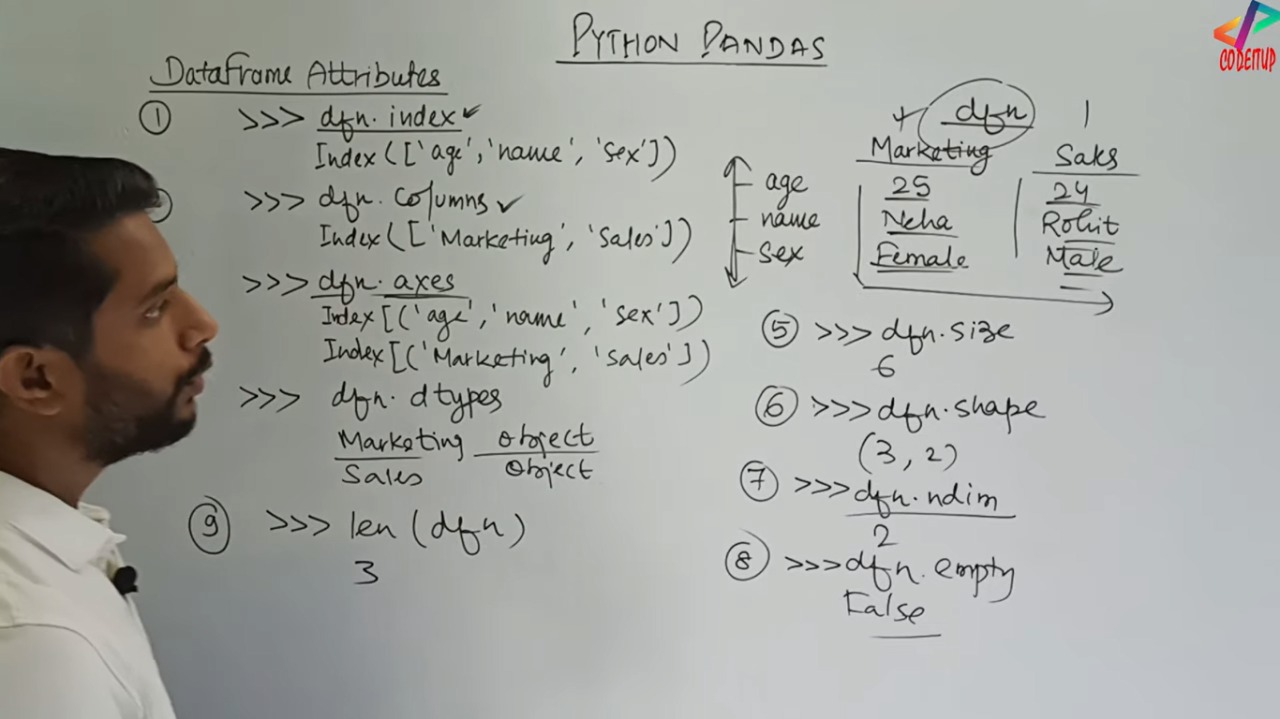 PYTHON PANDAS
CODEITUP
DataFrame Attributes
① >>> dfn.index ✓
Index(['age','name','sex'])
>>> dfn.columns ✓
Index(['Marketing','Sales'])
>>> dfn.axes
Index[('age','name','sex'])
Index[('Marketing','Sales'])
>>> dfn.dtypes
Marketing object
Sales object
⑨ >>> len(dfn)
3
dfn
Marketing Sales
age 25 24
name Neha Rohit
sex Female Male
⑤ >>> dfn.size
6
⑥ >>> dfn.shape
(3, 2)
⑦ >>> dfn.ndim
2
⑧ >>> dfn.empty
False